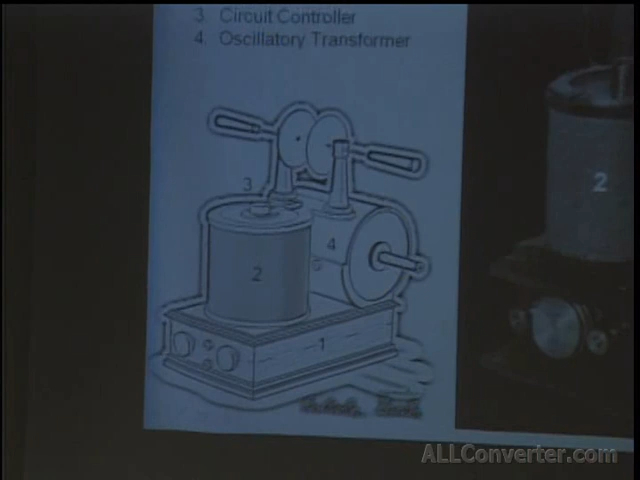 3. Circuit Controller
4. Oscillatory Transformer
3
4
2
1
2
ALLConverter.com